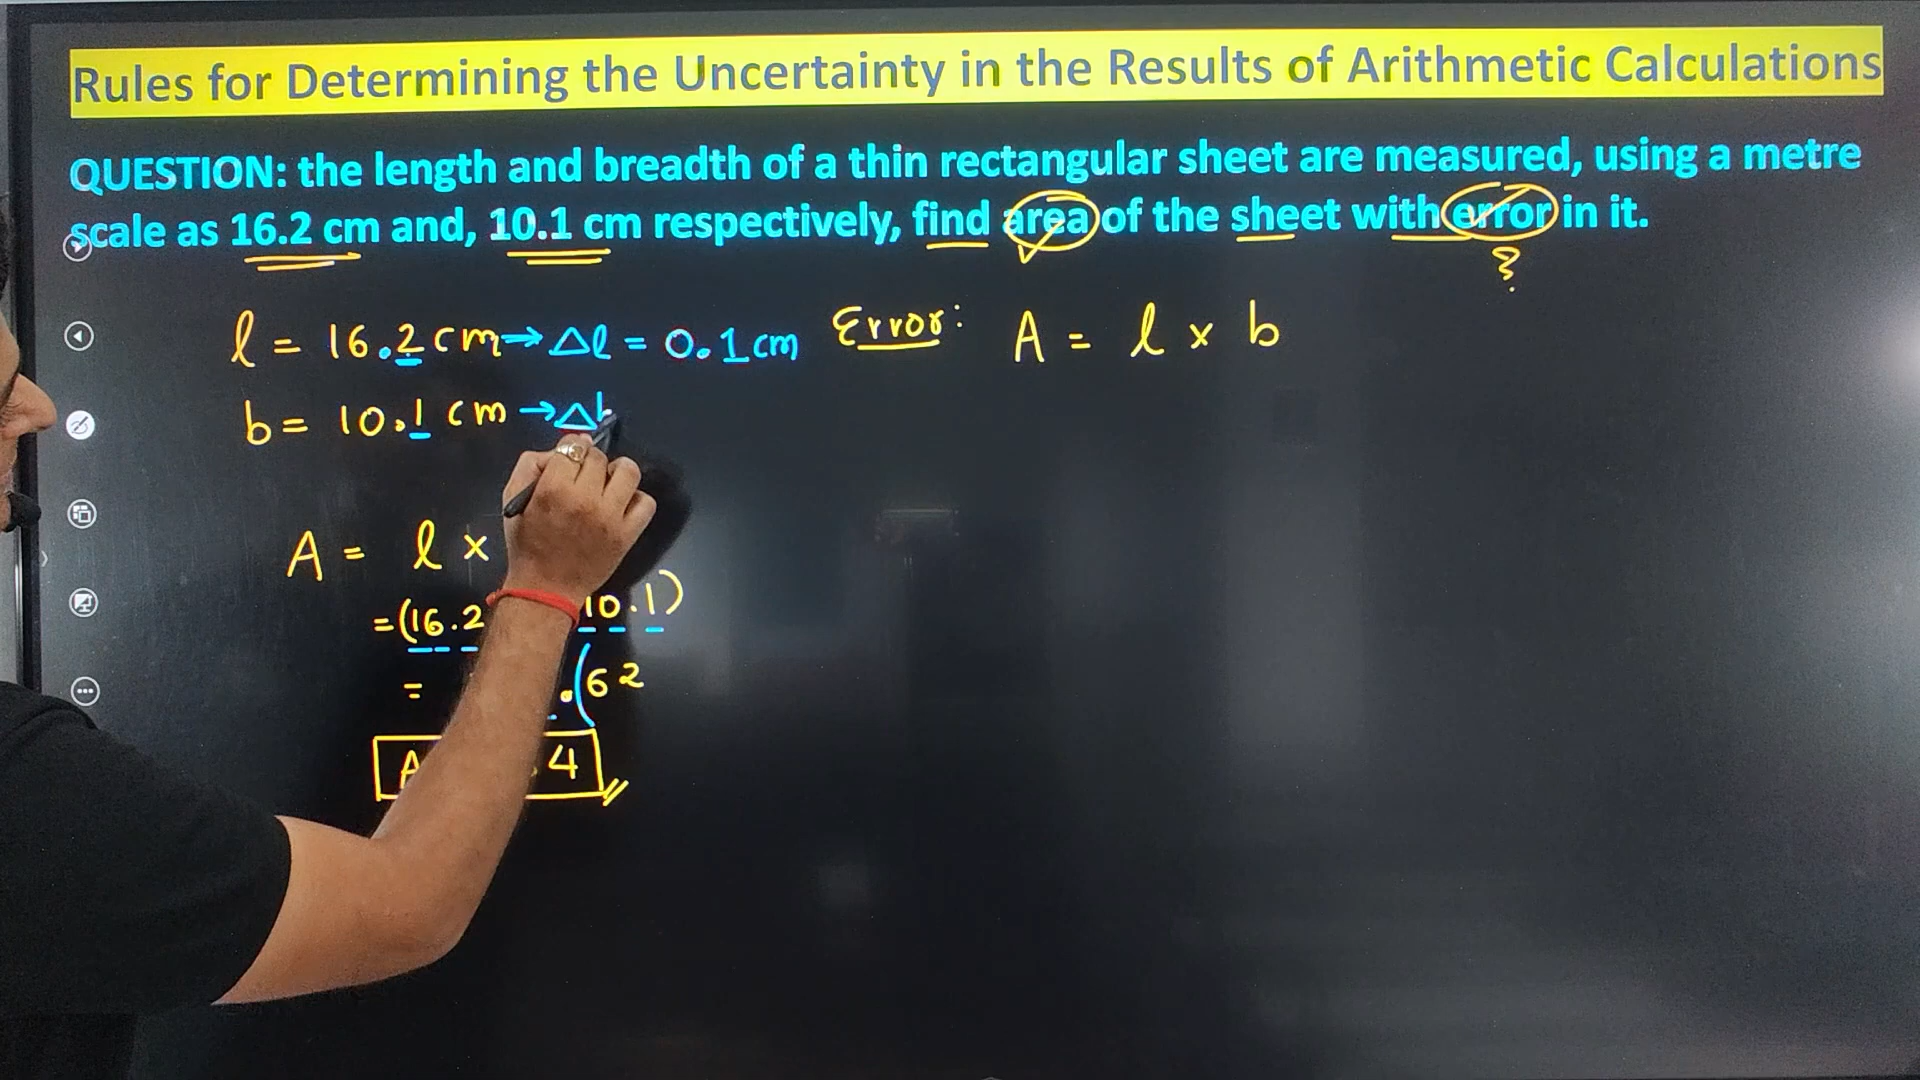 Rules for Determining the Uncertainty in the Results of Arithmetic Calculations
QUESTION: the length and breadth of a thin rectangular sheet are measured, using a metre
scale as 16.2 cm and, 10.1 cm respectively, find area of the sheet with error in it.
?
l = 16.2 cm → Δl = 0.1 cm
Error: A = l × b
b = 10.1 cm → Δb
A = l ×
= (16.2 10.1)
= .(62
A .4